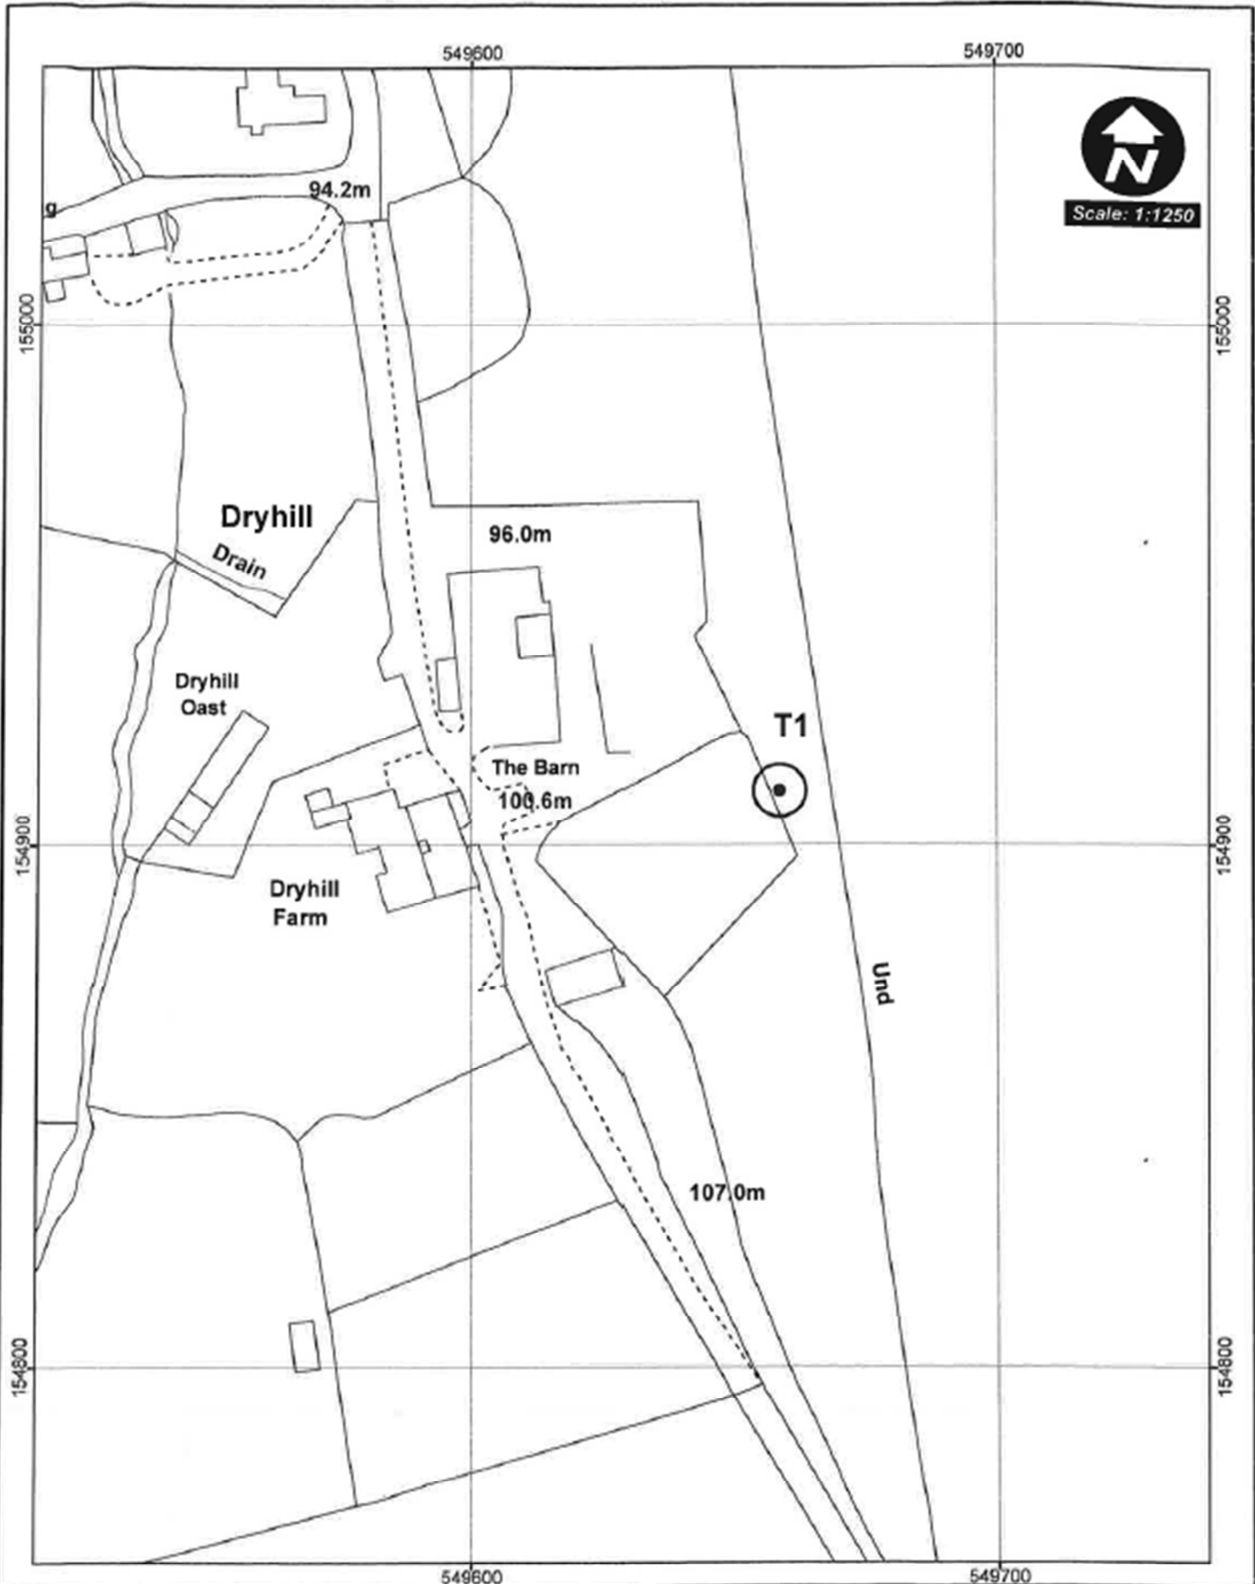 549600
549700
N
Scale: 1:1250
94.2m
g
155000
155000
Dryhill
Drain
96.0m
Dryhill
Oast
T1
The Barn
100.6m
154900
154900
Dryhill
Farm
Und
107.0m
154800
154800
549600
549700